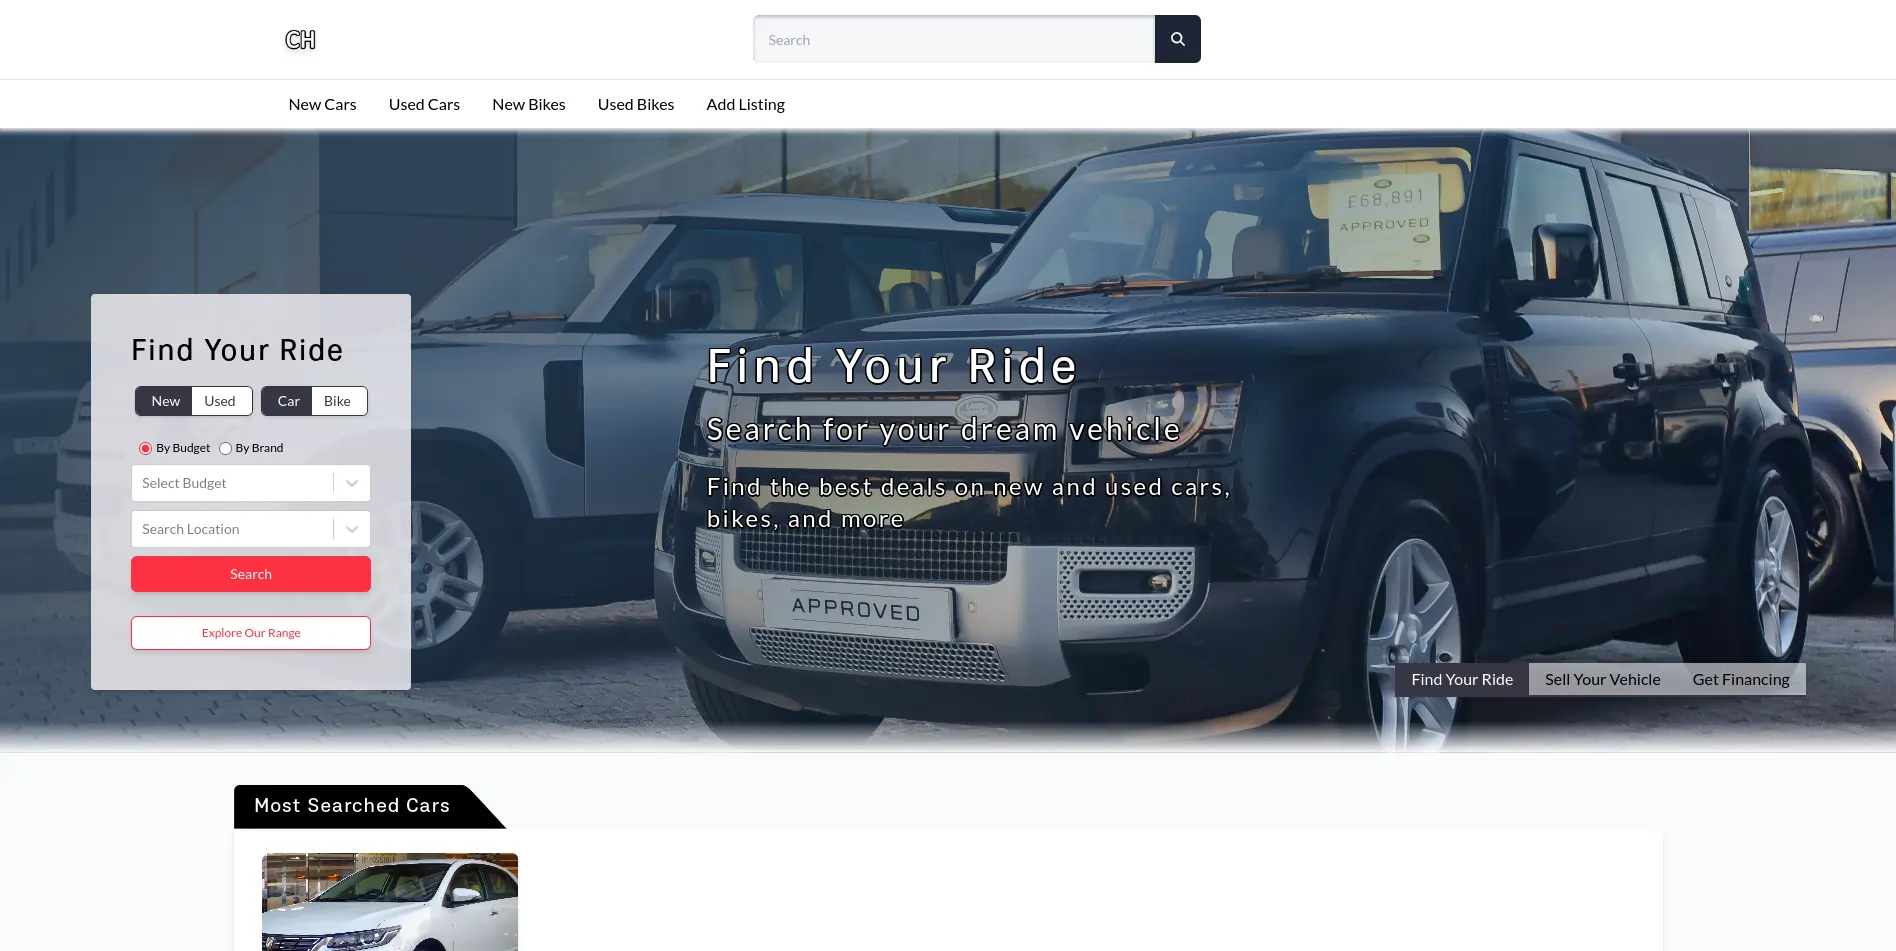 CH
Search
New Cars Used Cars New Bikes Used Bikes Add Listing
£68,891
APPROVED
Find Your Ride
New Used Car Bike
By Budget By Brand
Select Budget
Search Location
Search
Explore Our Range
Find Your Ride
Search for your dream vehicle
Find the best deals on new and used cars,
bikes, and more
APPROVED
Find Your Ride Sell Your Vehicle Get Financing
Most Searched Cars
IMPOSSIBLE